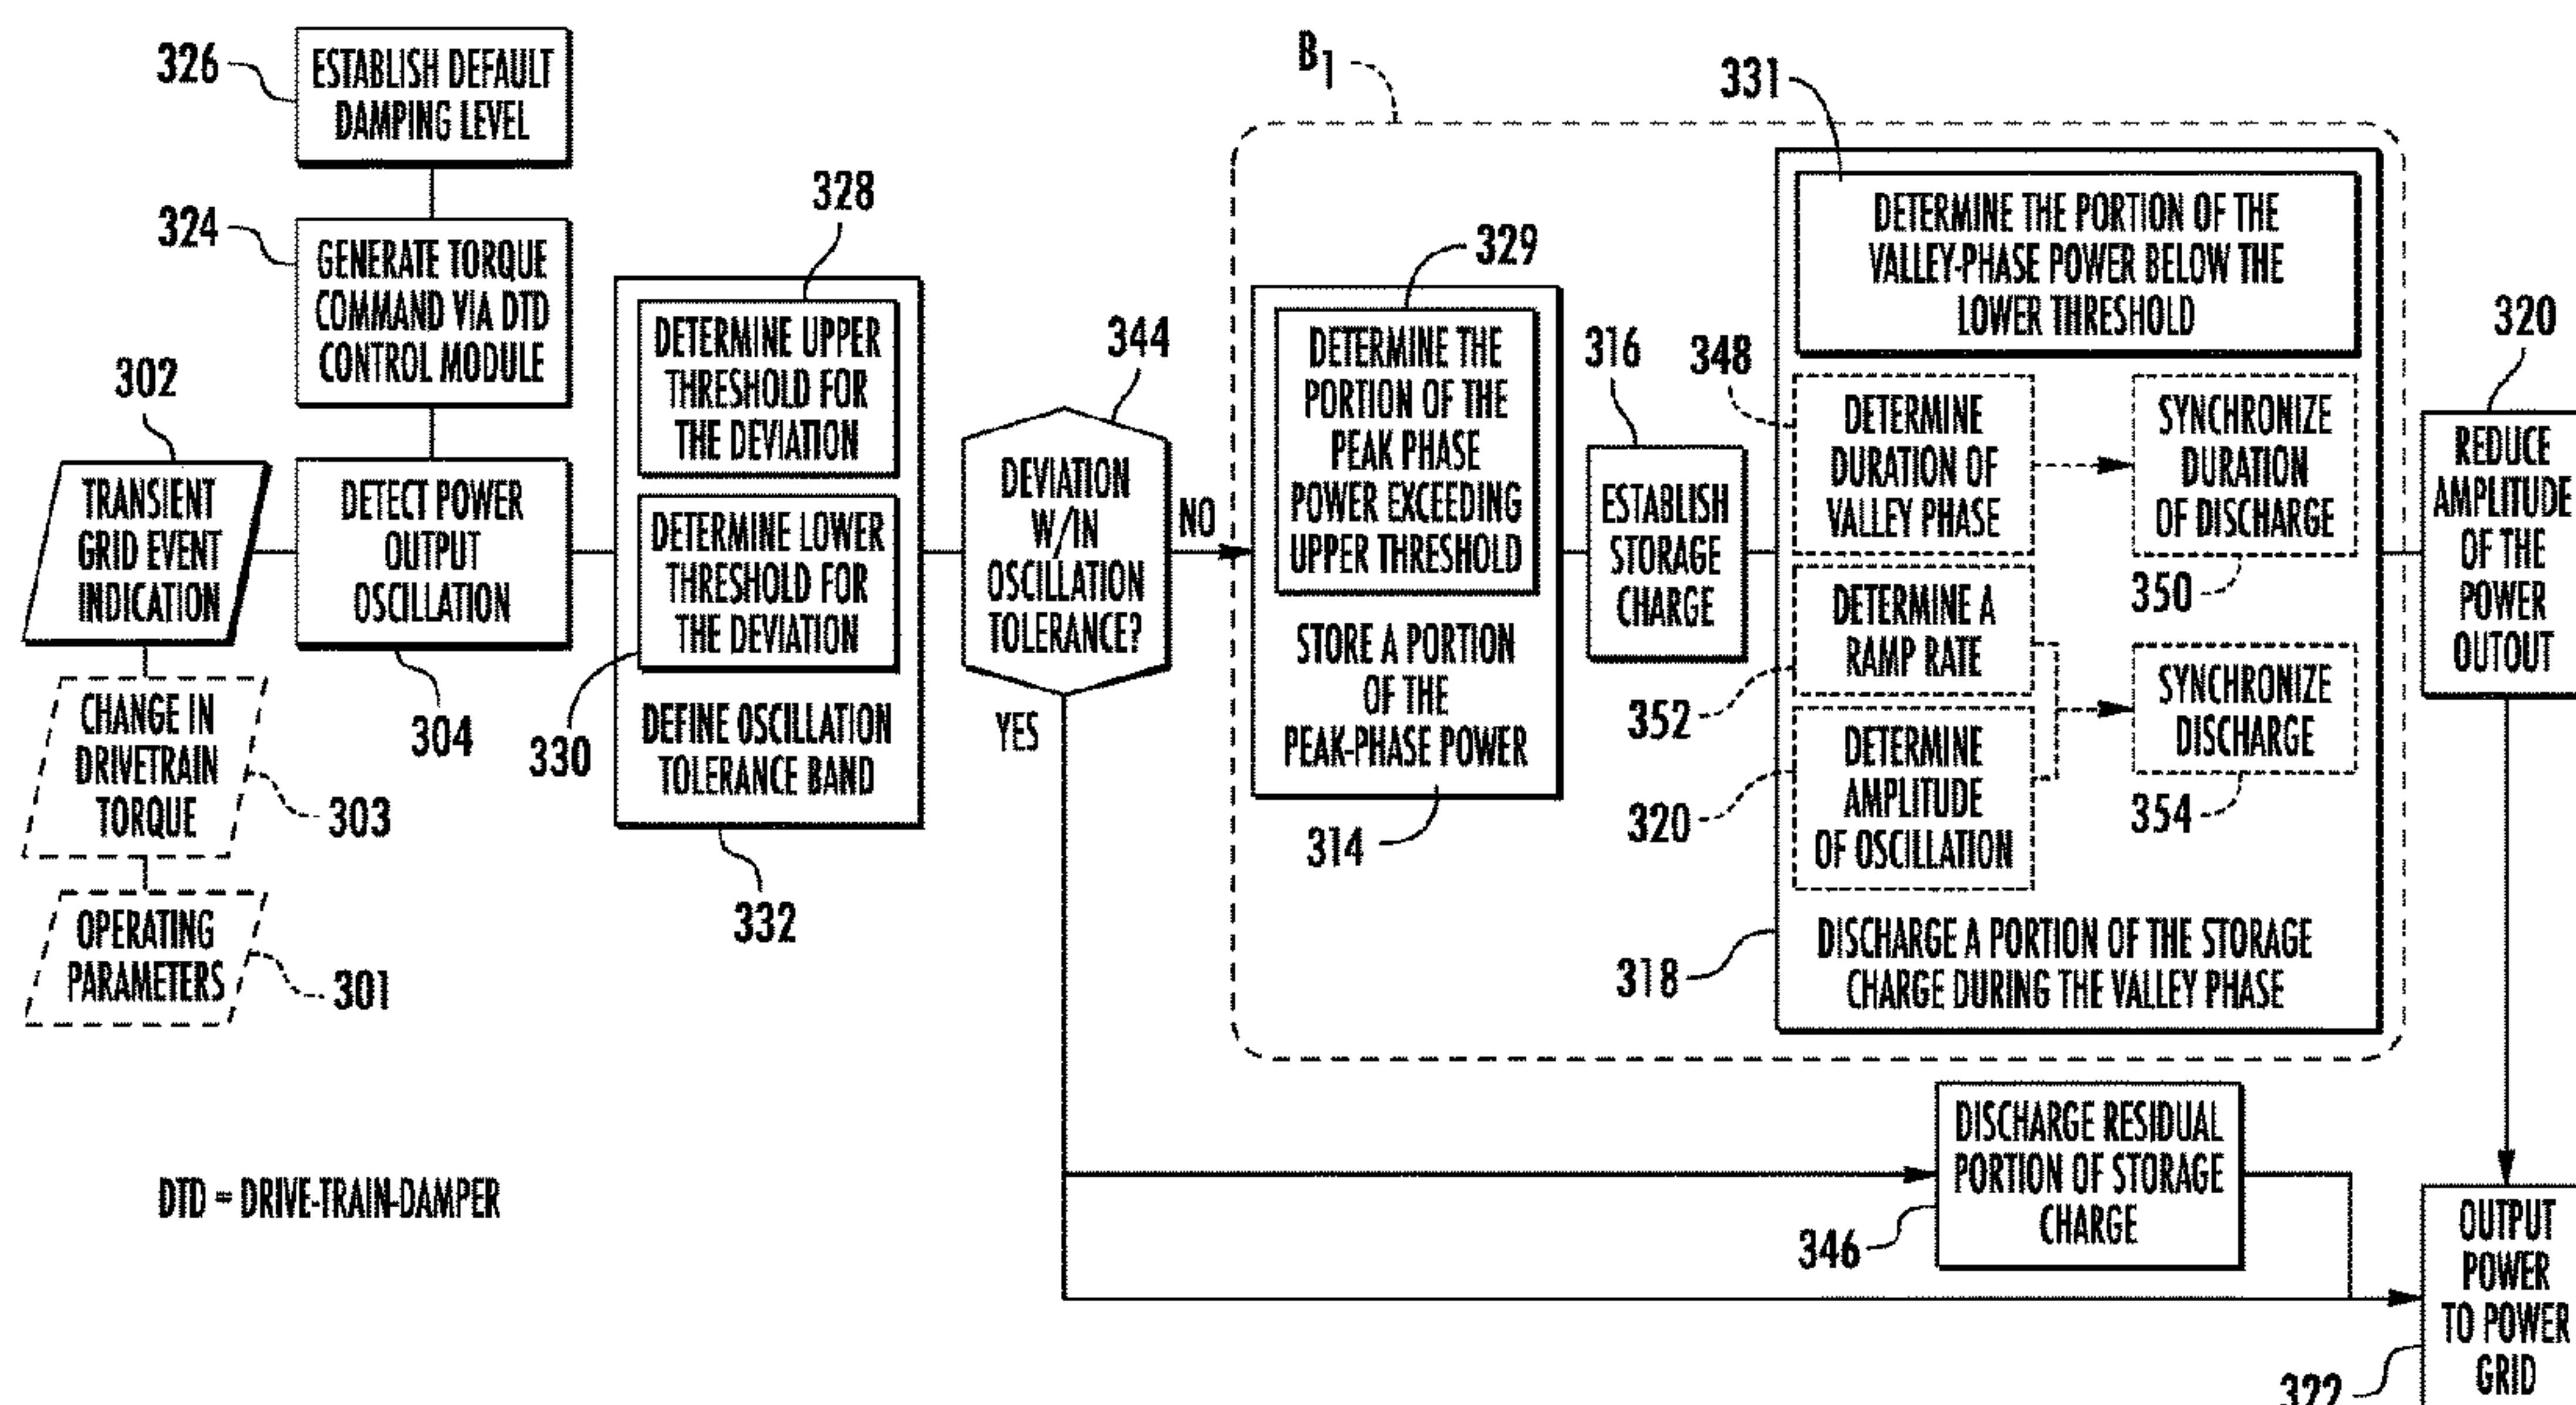 326
ESTABLISH DEFAULT
DAMPING LEVEL
324
GENERATE TORQUE
COMMAND VIA DTD
CONTROL MODULE
302
TRANSIENT
GRID EVENT
INDICATION
CHANGE IN
DRIVETRAIN
TORQUE
303
OPERATING
PARAMETERS
301
DETECT POWER
OUTPUT
OSCILLATION
304
328
DETERMINE UPPER
THRESHOLD FOR
THE DEVIATION
DETERMINE LOWER
THRESHOLD FOR
THE DEVIATION
330
DEFINE OSCILLATION
TOLERANCE BAND
332
344
DEVIATION
W/IN
OSCILLATION
TOLERANCE?
NO
YES
B1
329
DETERMINE THE
PORTION OF THE
PEAK PHASE
POWER EXCEEDING
UPPER THRESHOLD
STORE A PORTION
OF THE
PEAK-PHASE POWER
314
316
ESTABLISH
STORAGE
CHARGE
331
DETERMINE THE PORTION OF THE
VALLEY-PHASE POWER BELOW THE
LOWER THRESHOLD
348
DETERMINE
DURATION OF
VALLEY PHASE
SYNCHRONIZE
DURATION
OF DISCHARGE
350
DETERMINE A
RAMP RATE
352
DETERMINE
AMPLITUDE
OF OSCILLATION
320
SYNCHRONIZE
DISCHARGE
354
DISCHARGE A PORTION OF THE STORAGE
CHARGE DURING THE VALLEY PHASE
318
320
REDUCE
AMPLITUDE
OF THE
POWER
OUTOUT
DISCHARGE RESIDUAL
PORTION OF STORAGE
CHARGE
346
OUTPUT
POWER
TO POWER
GRID
322
DTD = DRIVE-TRAIN-DAMPER